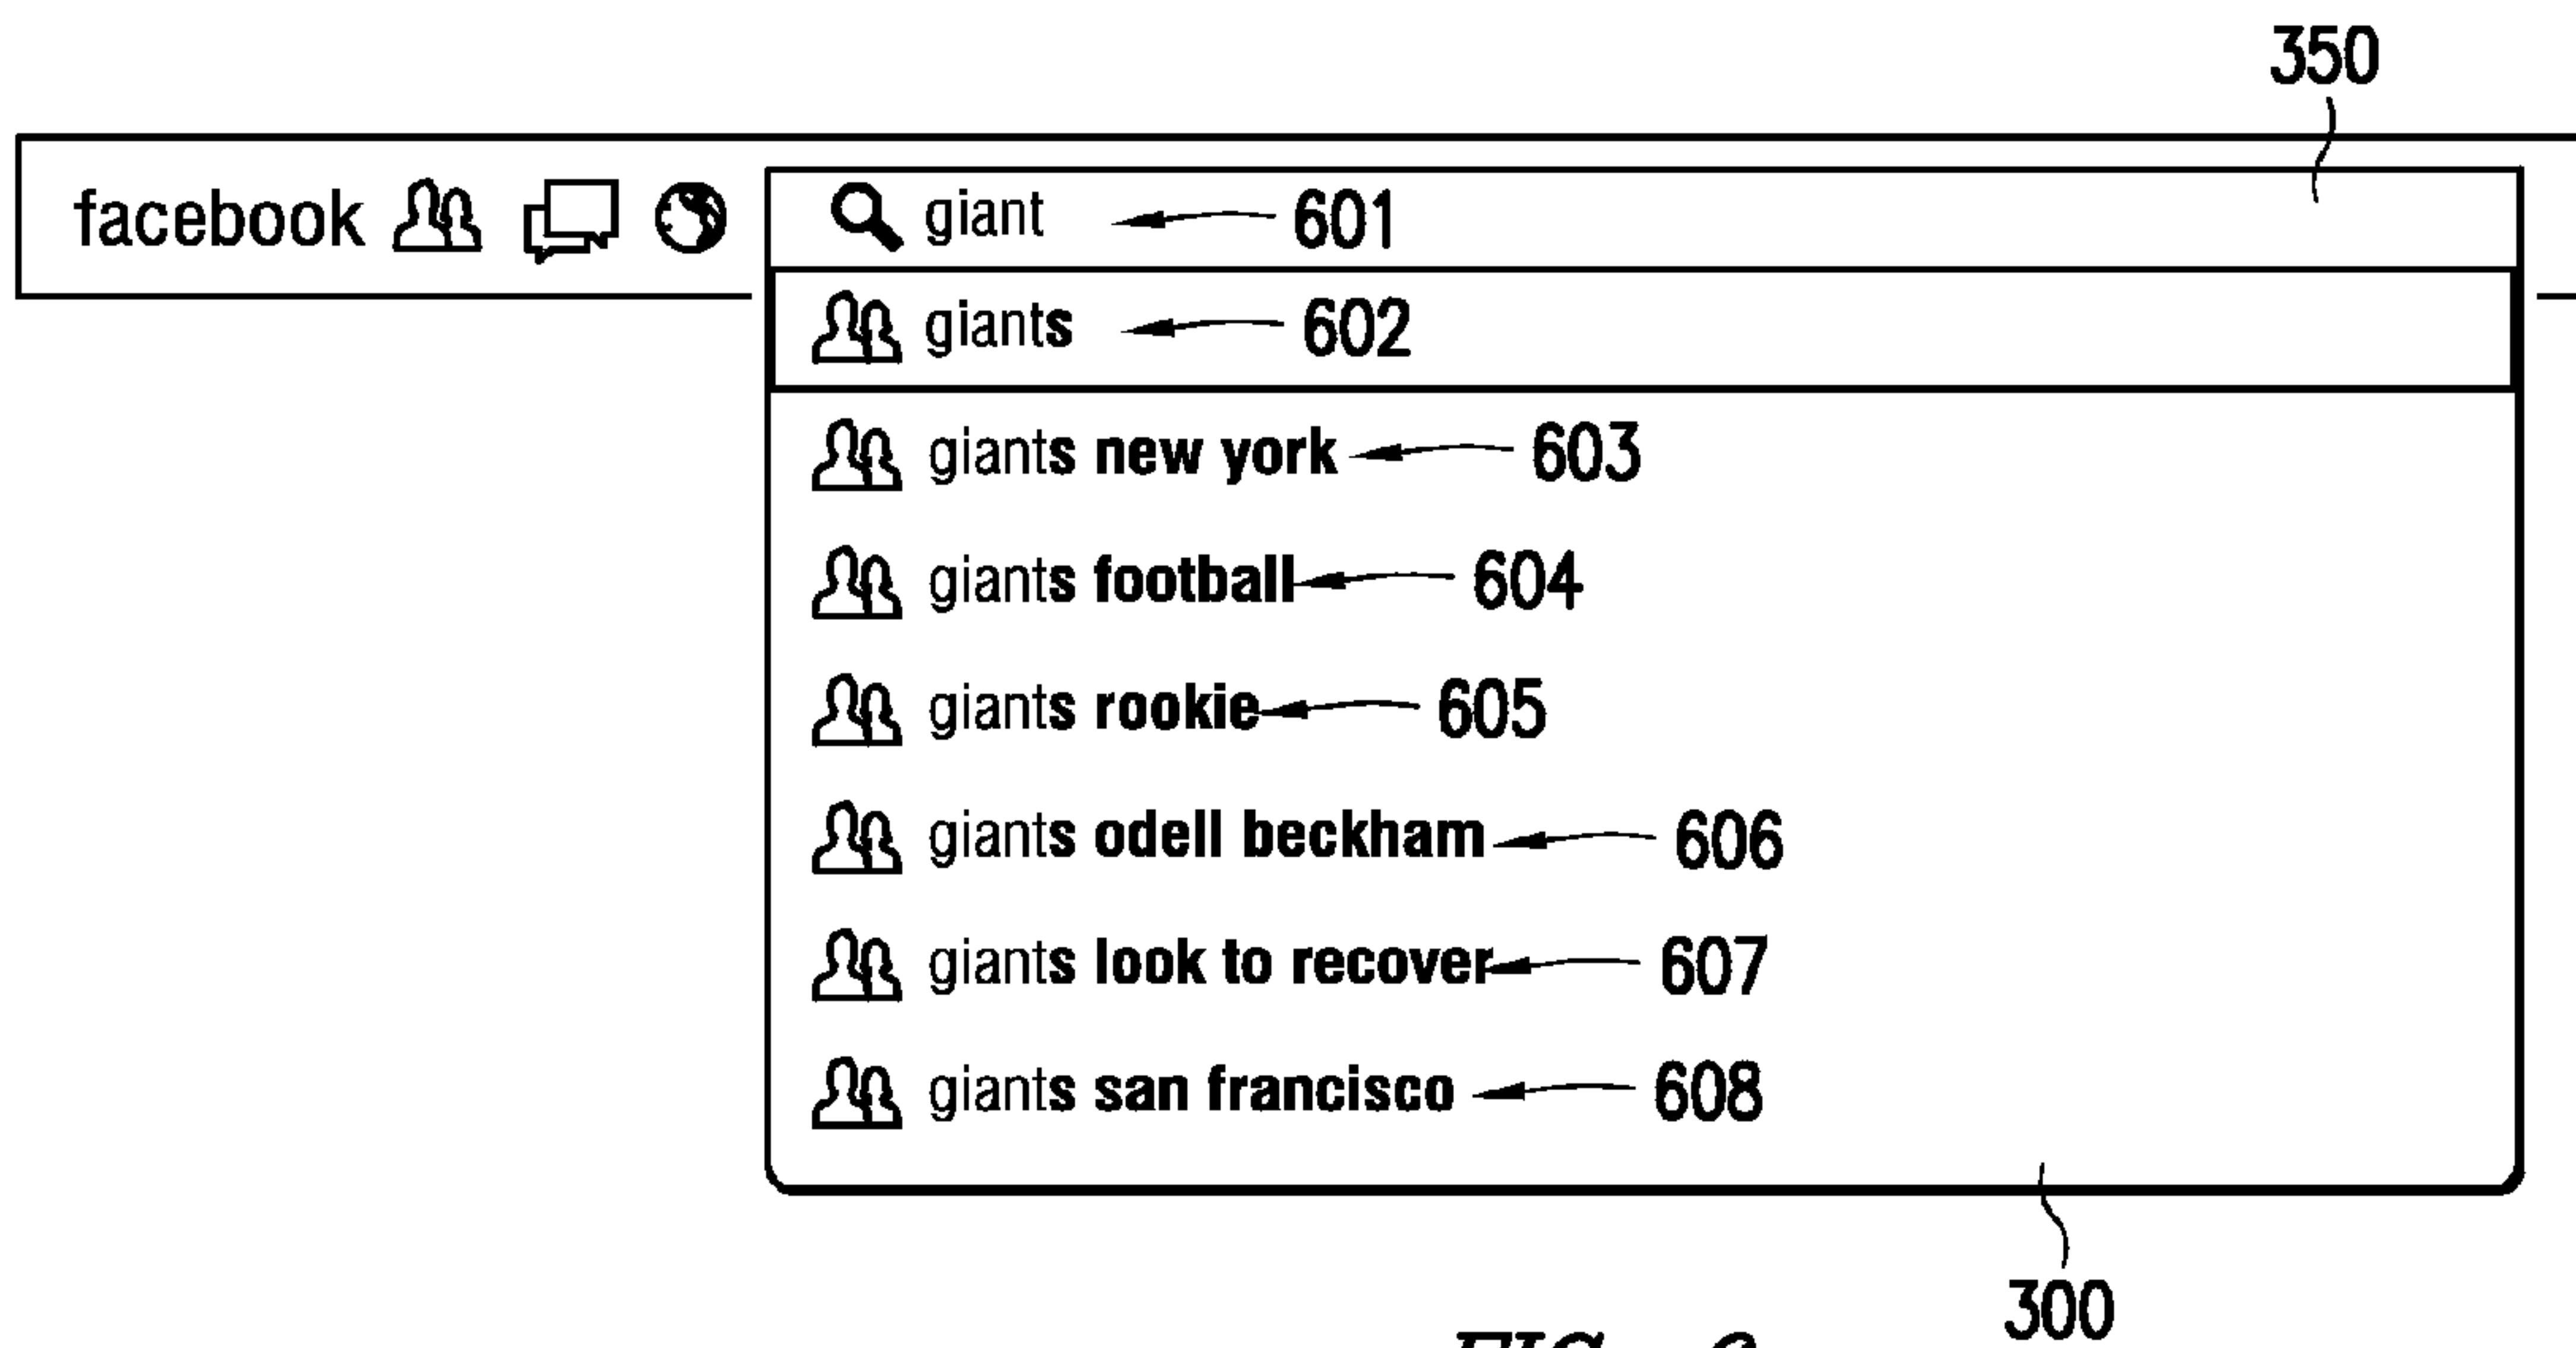 350
facebook giant 601
giants 602
giants new york 603
giants football 604
giants rookie 605
giants odell beckham 606
giants look to recover 607
giants san francisco 608
300